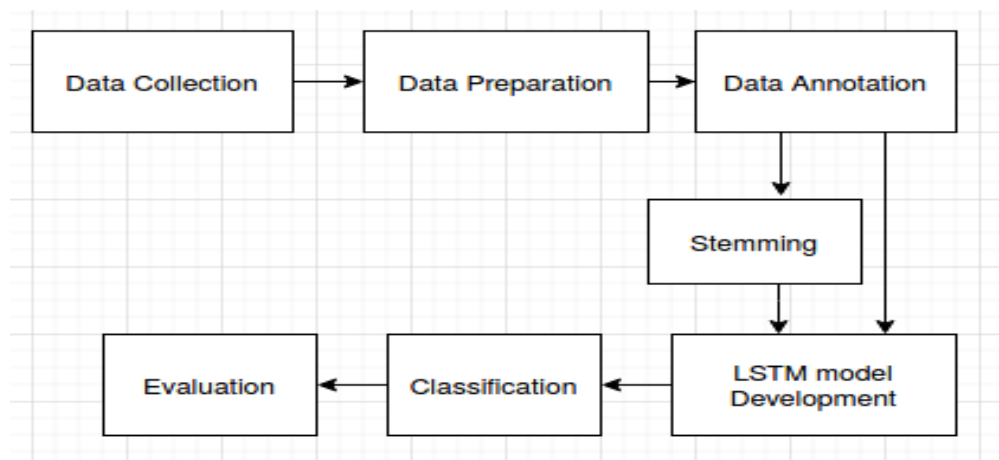 Data Collection
Data Preparation
Data Annotation
Stemming
LSTM model
Development
Classification
Evaluation